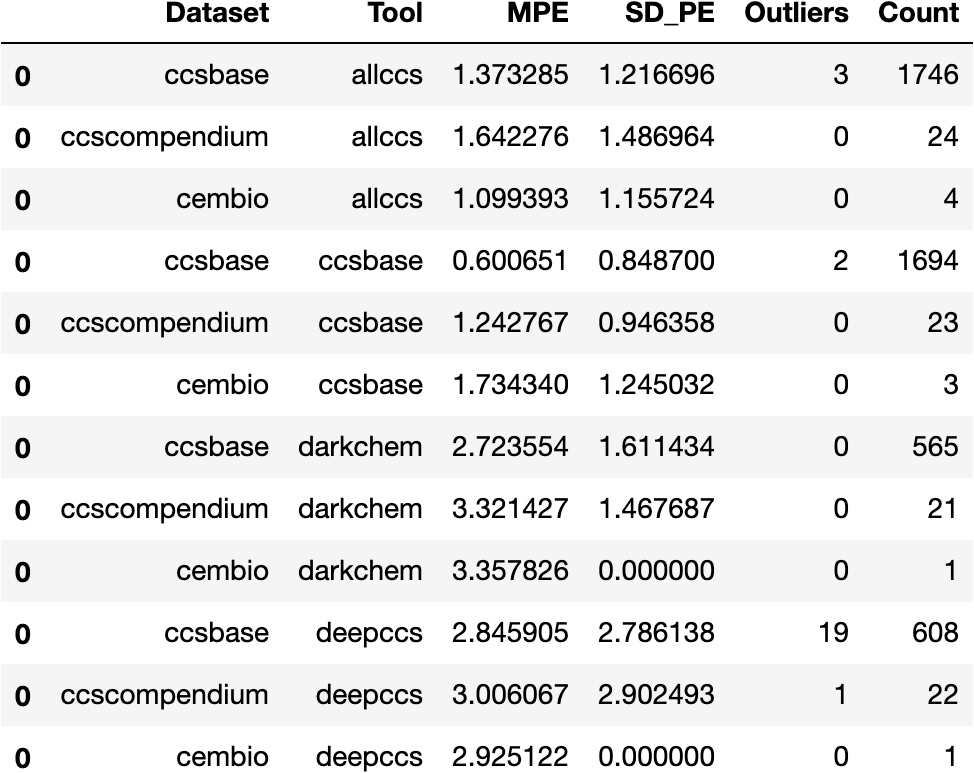 Dataset Tool MPE SD_PE Outliers Count
0 ccsbase allccs 1.373285 1.216696 3 1746
0 ccscompendium allccs 1.642276 1.486964 0 24
0 cembio allccs 1.099393 1.155724 0 4
0 ccsbase ccsbase 0.600651 0.848700 2 1694
0 ccscompendium ccsbase 1.242767 0.946358 0 23
0 cembio ccsbase 1.734340 1.245032 0 3
0 ccsbase darkchem 2.723554 1.611434 0 565
0 ccscompendium darkchem 3.321427 1.467687 0 21
0 cembio darkchem 3.357826 0.000000 0 1
0 ccsbase deepccs 2.845905 2.786138 19 608
0 ccscompendium deepccs 3.006067 2.902493 1 22
0 cembio deepccs 2.925122 0.000000 0 1